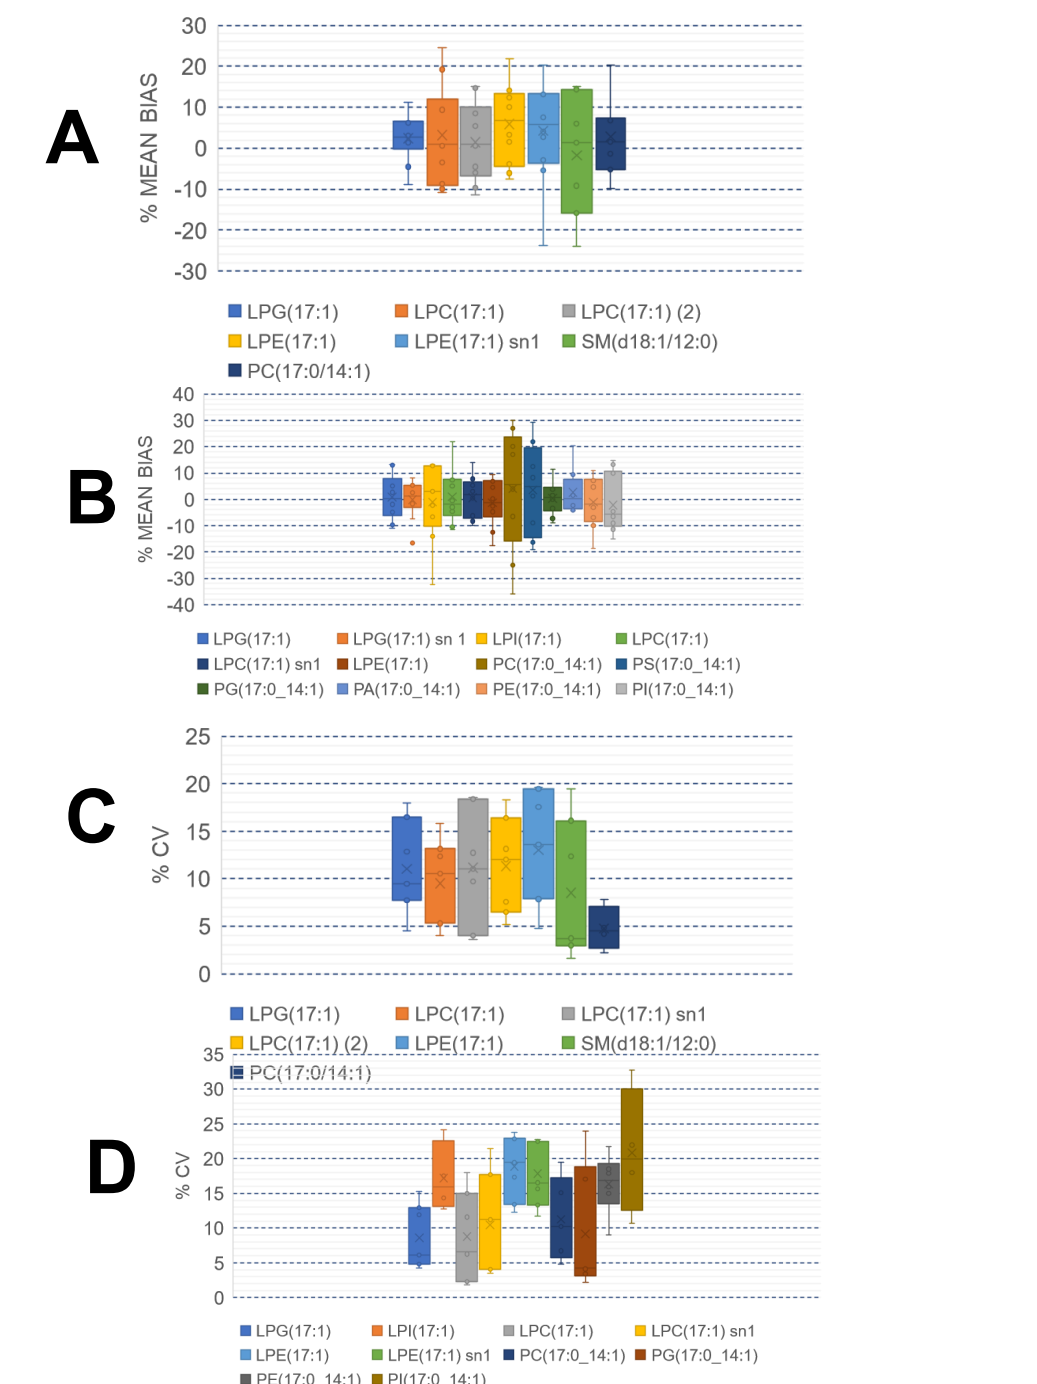 A
% MEAN BIAS
30
20
10
0
-10
-20
-30
LPG(17:1) LPC(17:1) LPC(17:1) (2)
LPE(17:1) LPE(17:1) sn1 SM(d18:1/12:0)
PC(17:0/14:1)
B
% MEAN BIAS
40
30
20
10
0
-10
-20
-30
-40
LPG(17:1) LPG(17:1) sn 1 LPI(17:1) LPC(17:1)
LPC(17:1) sn1 LPE(17:1) PC(17:0_14:1) PS(17:0_14:1)
PG(17:0_14:1) PA(17:0_14:1) PE(17:0_14:1) PI(17:0_14:1)
C
% CV
25
20
15
10
5
0
LPG(17:1) LPC(17:1) LPC(17:1) sn1
LPC(17:1) (2) LPE(17:1) SM(d18:1/12:0)
PC(17:0/14:1)
D
% CV
35
30
25
20
15
10
5
0
LPG(17:1) LPI(17:1) LPC(17:1) LPC(17:1) sn1
LPE(17:1) LPE(17:1) sn1 PC(17:0_14:1) PG(17:0_14:1)
PE(17:0_14:1) PI(17:0_14:1)